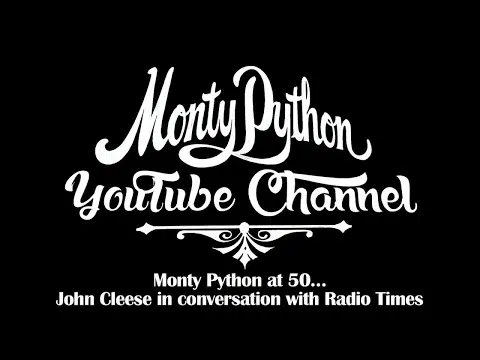 Monty Python
YouTube Channel
Monty Python at 50...
John Cleese in conversation with Radio Times